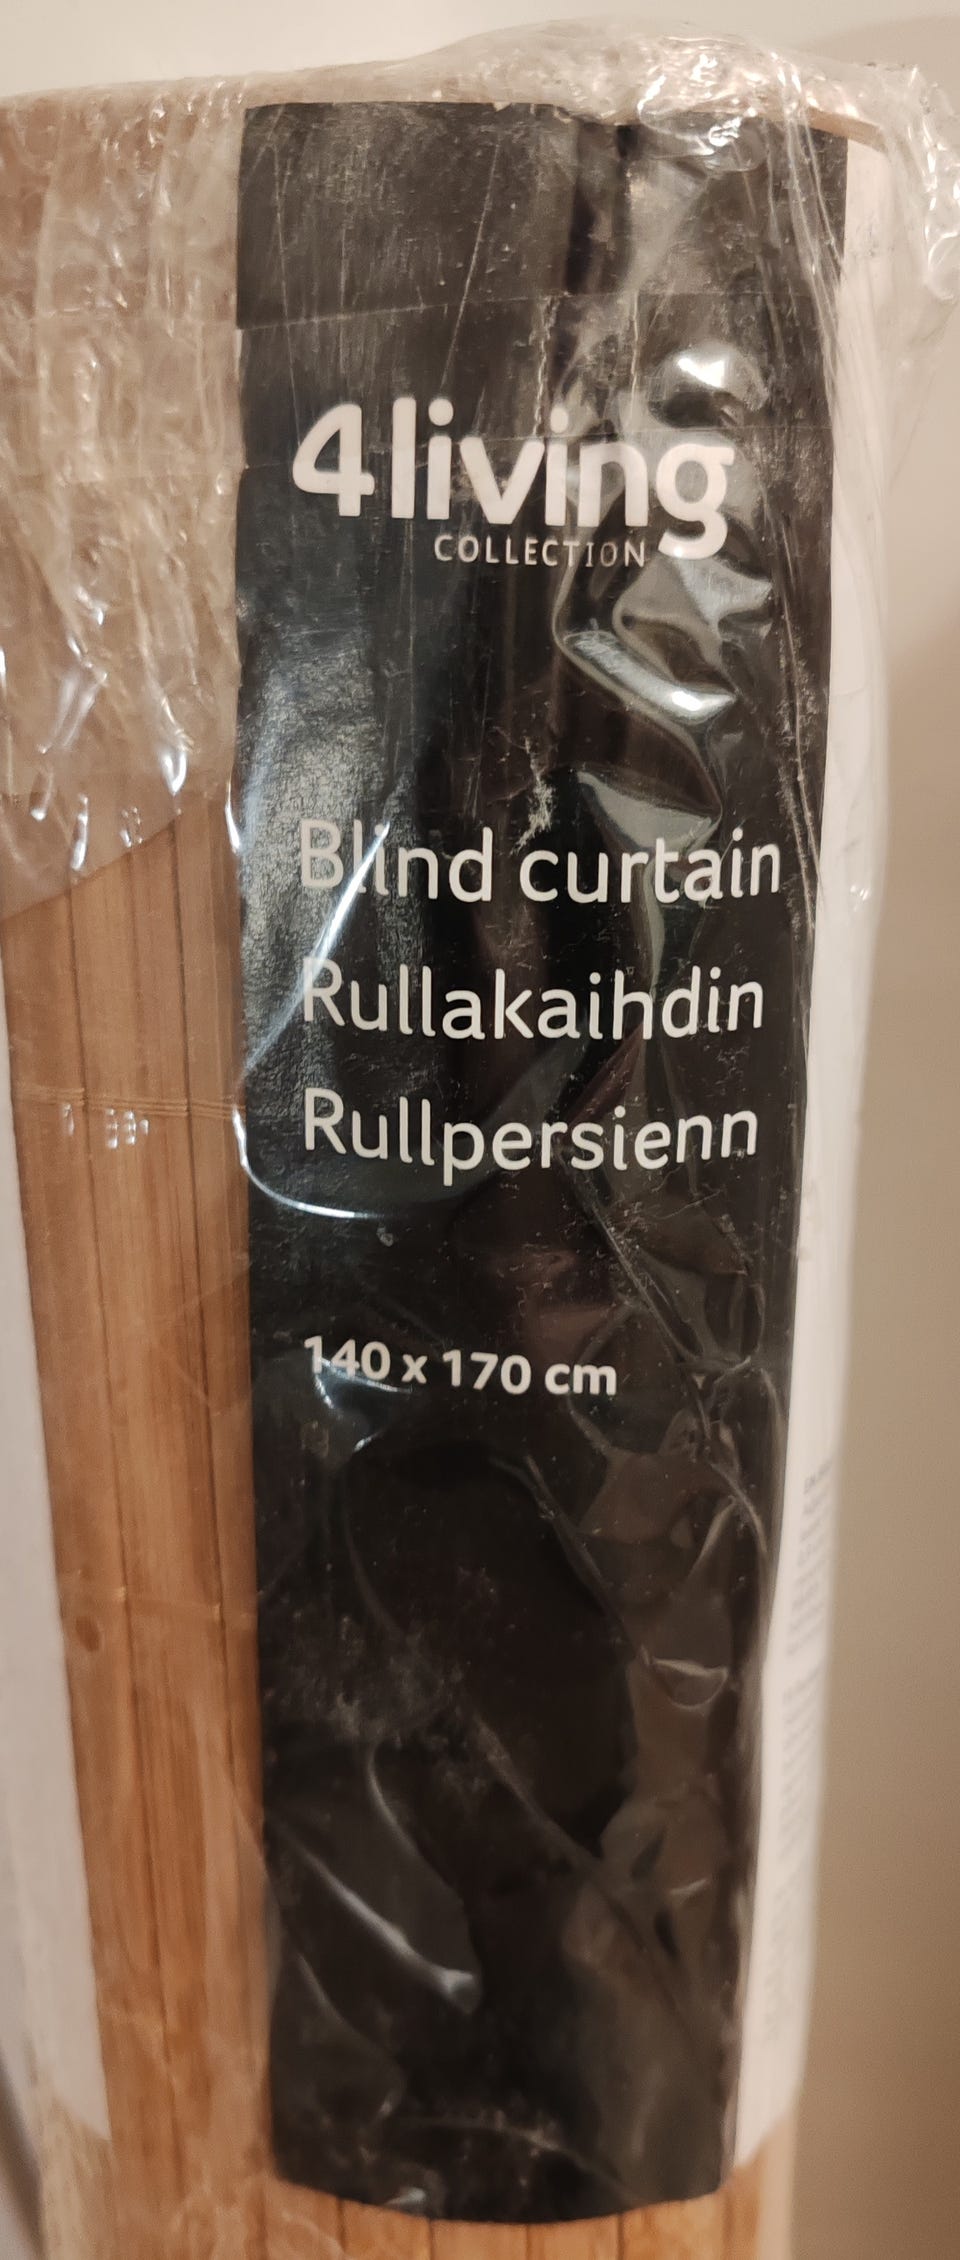 4living
COLLECTION
Blind curtain
Rullakaihdin
Rullpersienn
140 x 170 cm